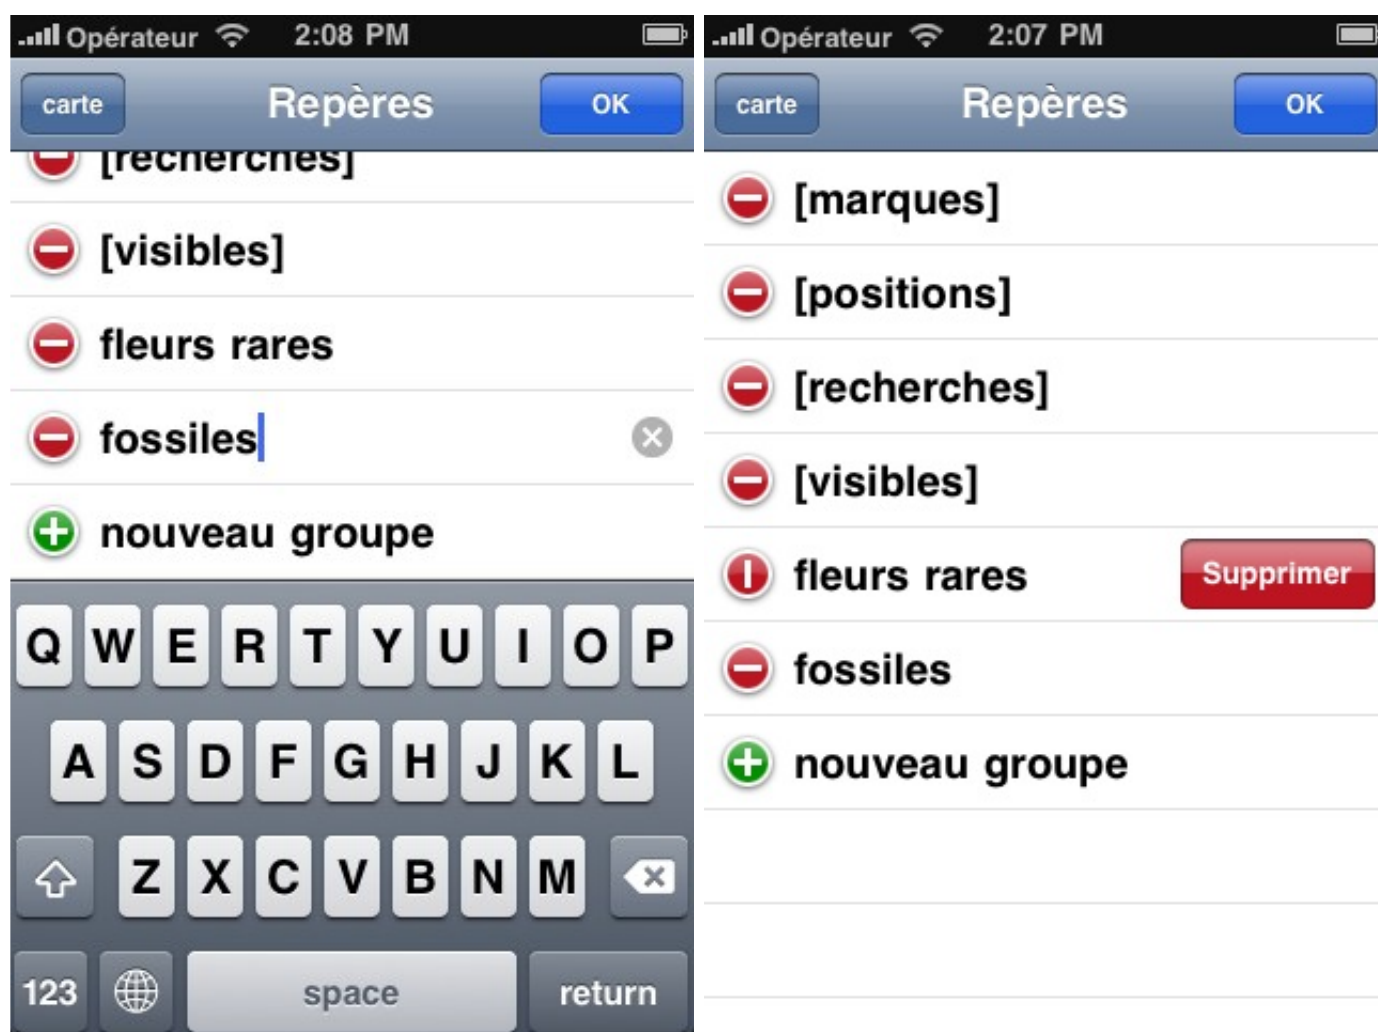 Opérateur 2:08 PM
carte Repères OK
[recherches]
[visibles]
fleurs rares
fossiles
nouveau groupe
Q W E R T Y U I O P
A S D F G H J K L
Z X C V B N M
123 space return
Opérateur 2:07 PM
carte Repères OK
[marques]
[positions]
[recherches]
[visibles]
fleurs rares Supprimer
fossiles
nouveau groupe